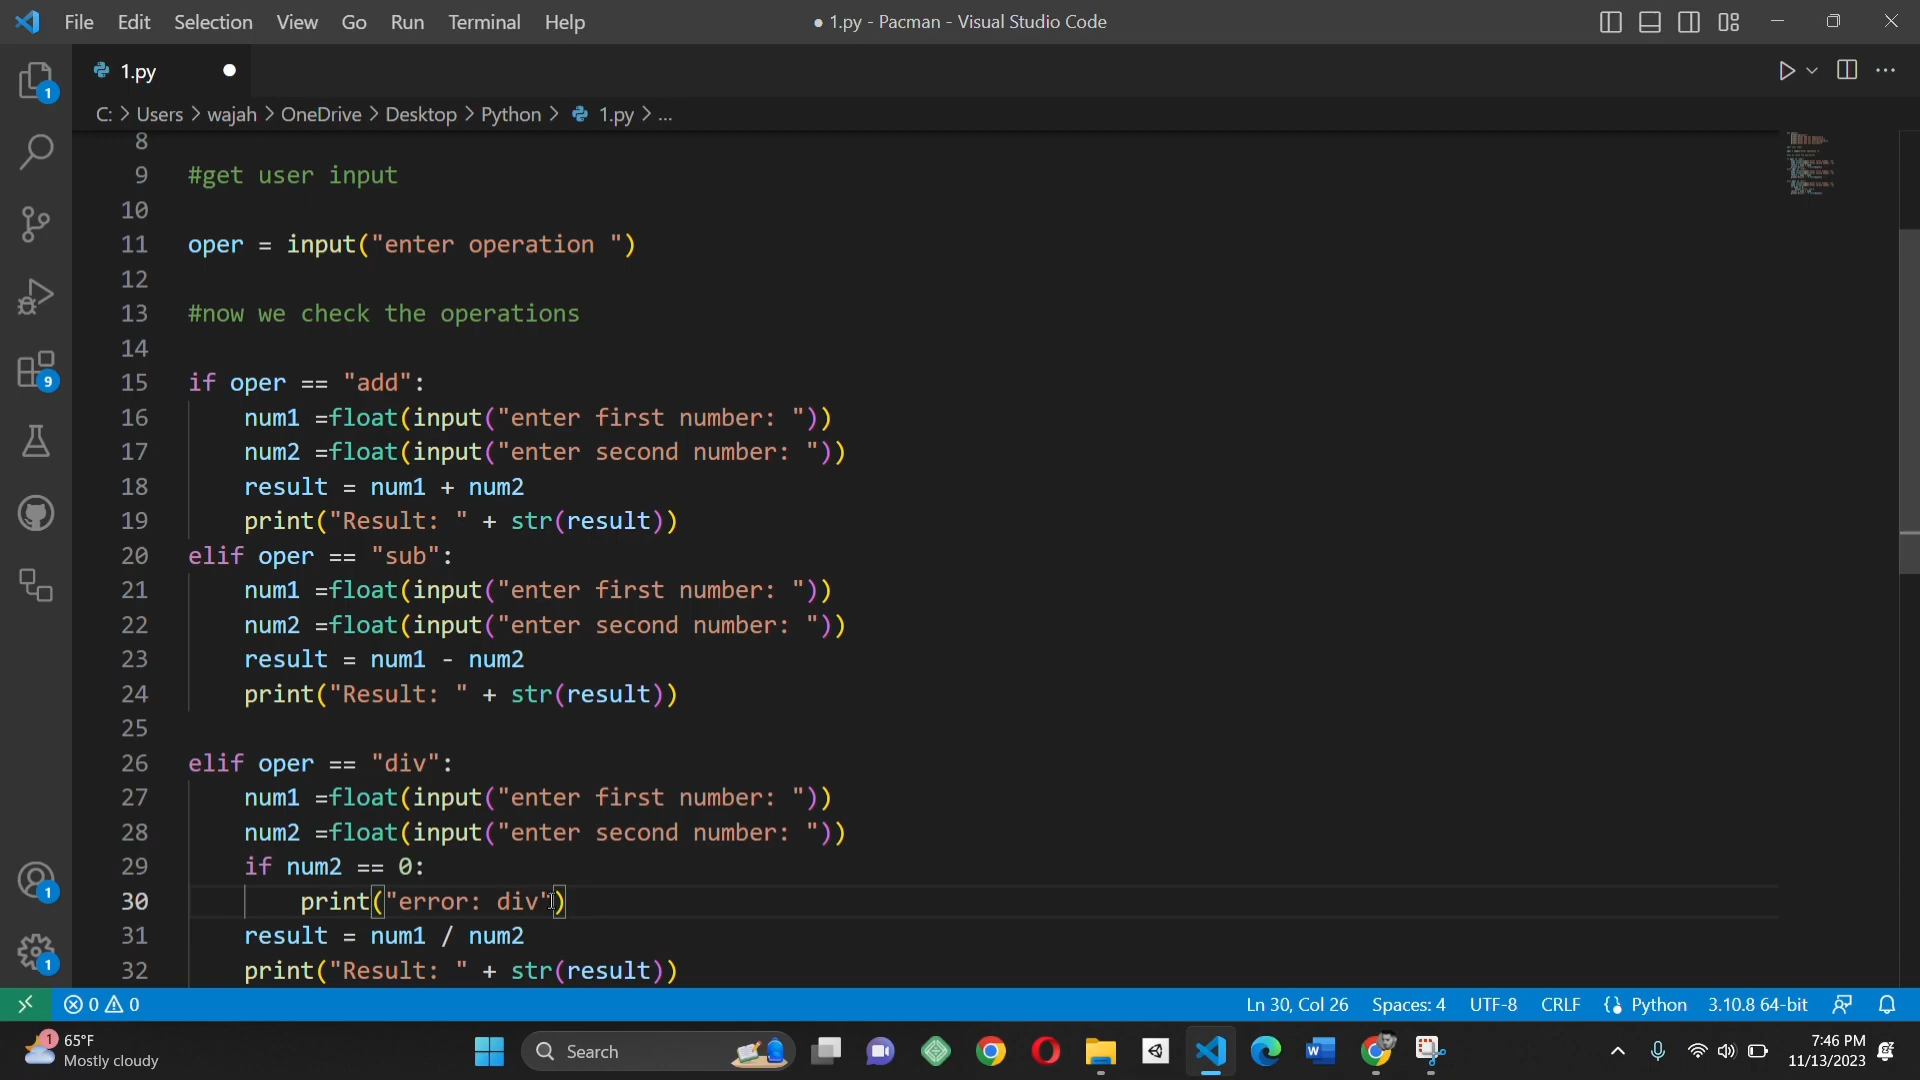 File Edit Selection View Go Run Terminal Help
● 1.py - Pacman - Visual Studio Code
1.py
C: > Users > wajah > OneDrive > Desktop > Python > 1.py > ...
8
9 #get user input
10
11 oper = input("enter operation ")
12
13 #now we check the operations
14
15 if oper == "add":
16 num1 =float(input("enter first number: "))
17 num2 =float(input("enter second number: "))
18 result = num1 + num2
19 print("Result: " + str(result))
20 elif oper == "sub":
21 num1 =float(input("enter first number: "))
22 num2 =float(input("enter second number: "))
23 result = num1 - num2
24 print("Result: " + str(result))
25
26 elif oper == "div":
27 num1 =float(input("enter first number: "))
28 num2 =float(input("enter second number: "))
29 if num2 == 0:
30 print("error: div")
31 result = num1 / num2
32 print("Result: " + str(result))
1
9
1
1
0 0 Ln 30, Col 26 Spaces: 4 UTF-8 CRLF Python 3.10.8 64-bit
1
65°F
Mostly cloudy
Search
7:46 PM
11/13/2023